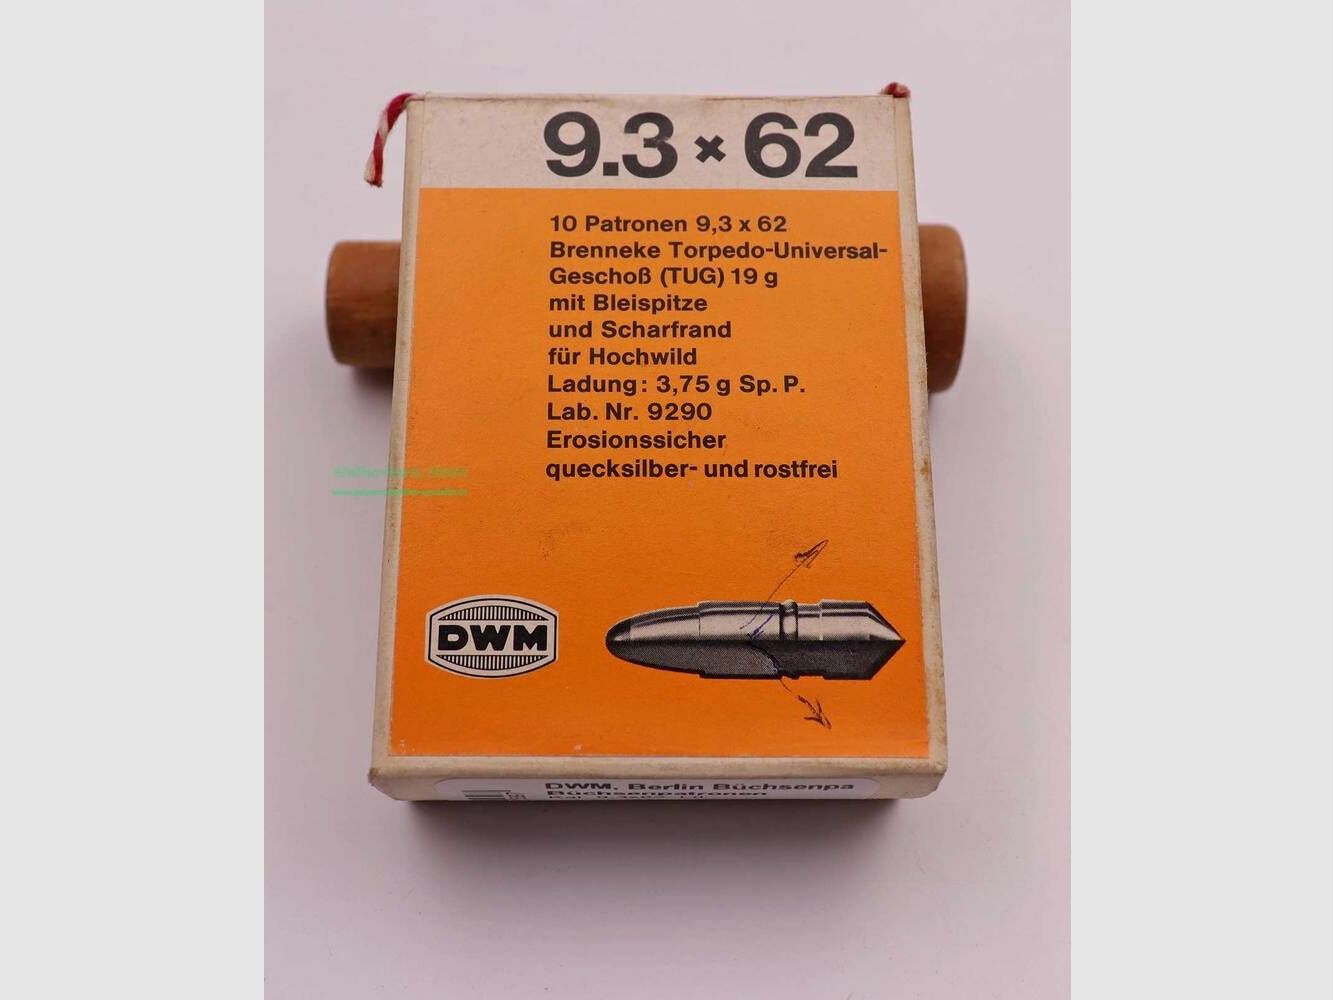 9.3 × 62
10 Patronen 9,3 x 62
Brenneke Torpedo-Universal-
Geschoß (TUG) 19 g
mit Bleispitze
und Scharfrand
für Hochwild
Ladung: 3,75 g Sp. P.
Lab. Nr. 9290
Erosionssicher
quecksilber- und rostfrei
DWM
DWM, Berlin Büchsenpa
Büchsenpatronen